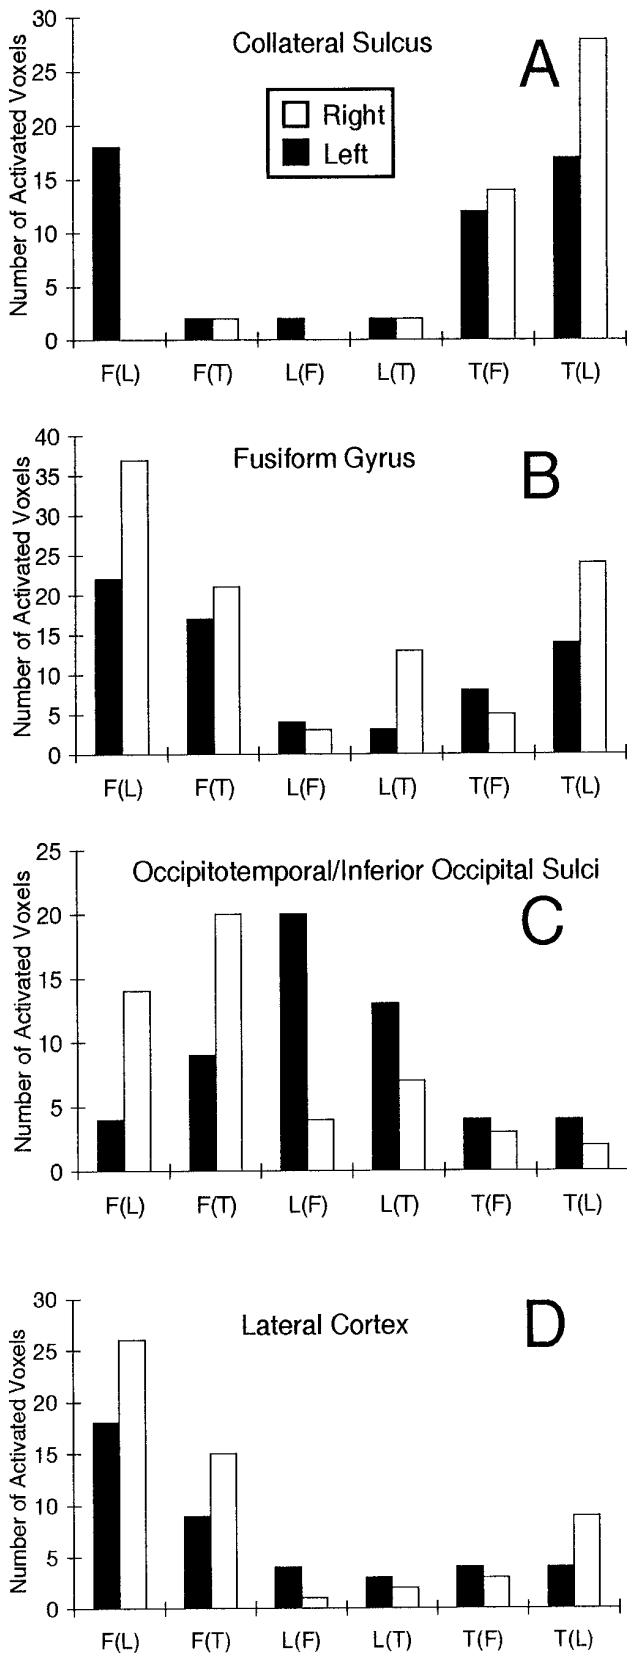 Collateral Sulcus
A
Right
Left
Number of Activated Voxels
30
25
20
15
10
5
0
F(L) F(T) L(F) L(T) T(F) T(L)
Fusiform Gyrus
B
Number of Activated Voxels
40
35
30
25
20
15
10
5
0
F(L) F(T) L(F) L(T) T(F) T(L)
Occipitotemporal/Inferior Occipital Sulci
C
Number of Activated Voxels
25
20
15
10
5
0
F(L) F(T) L(F) L(T) T(F) T(L)
Lateral Cortex
D
Number of Activated Voxels
30
25
20
15
10
5
0
F(L) F(T) L(F) L(T) T(F) T(L)